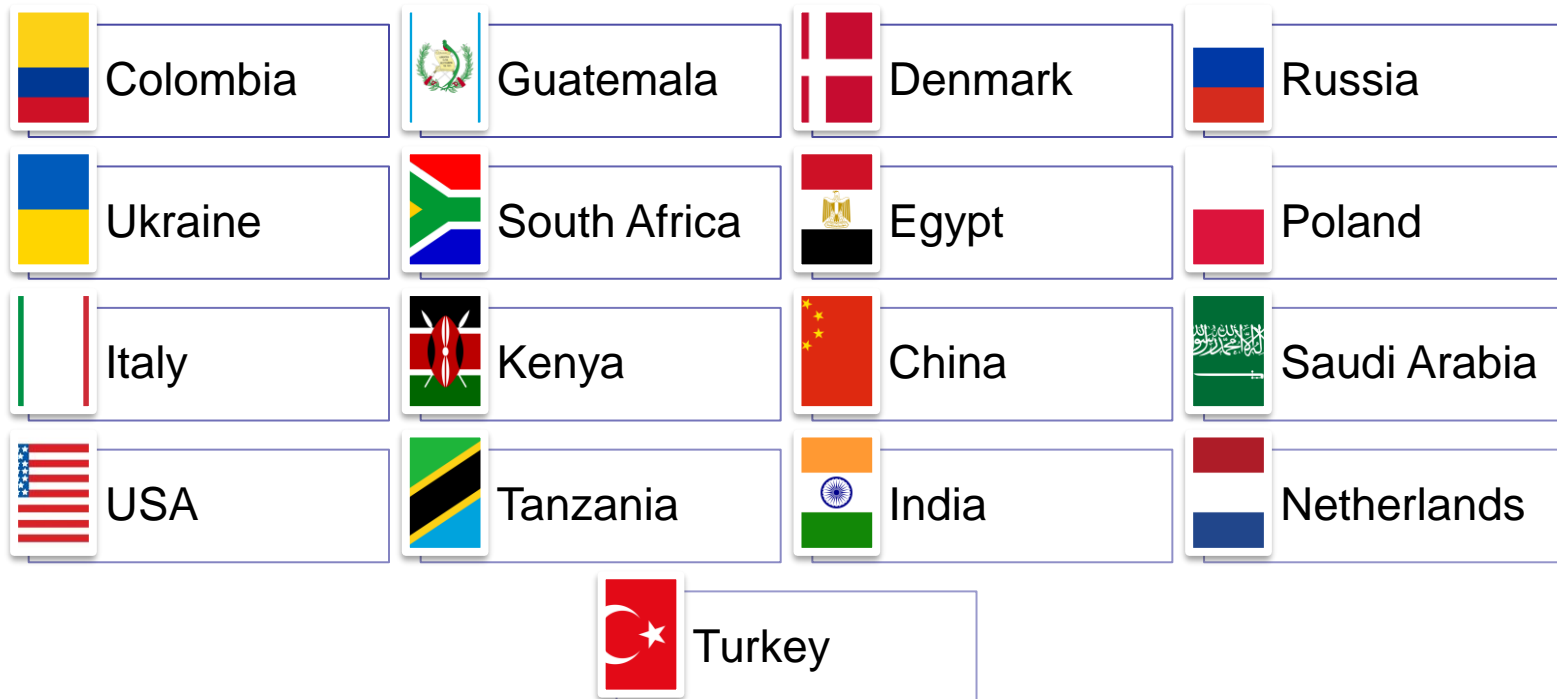 Colombia
Guatemala
Denmark
Russia
Ukraine
South Africa
Egypt
Poland
Italy
Kenya
China
Saudi Arabia
USA
Tanzania
India
Netherlands
Turkey